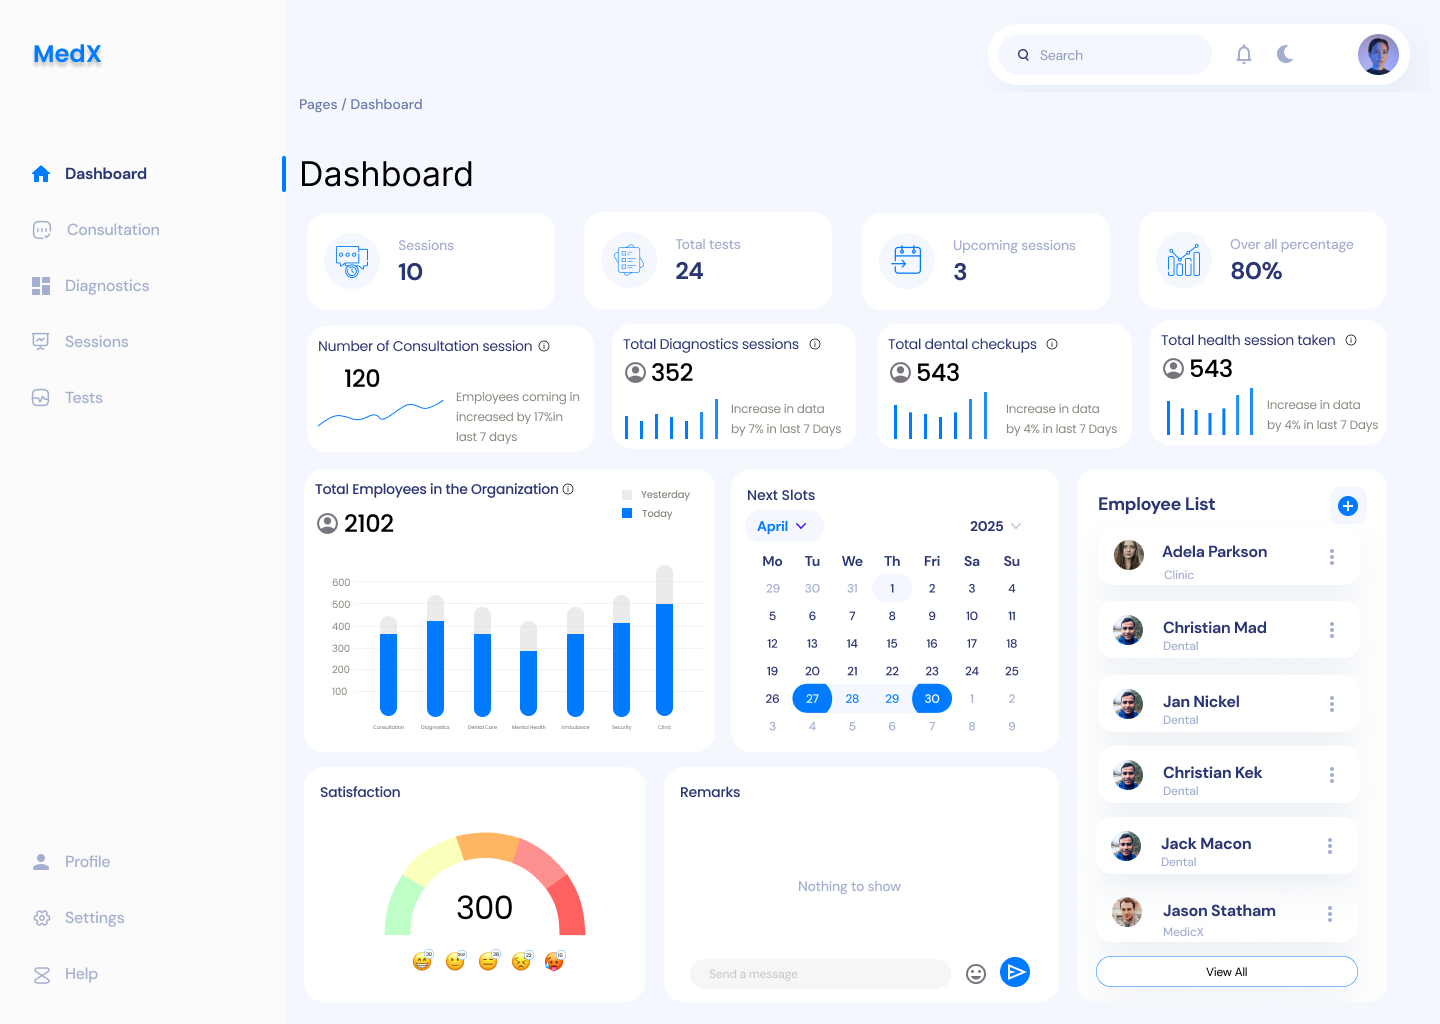 MedX
Search
Pages / Dashboard
Dashboard
Dashboard
Consultation
Diagnostics
Sessions
Tests
Profile
Settings
Help
Sessions
10
Total tests
24
Upcoming sessions
3
Over all percentage
80%
Number of Consultation session
120
Employees coming in
increased by 17%in
last 7 days
Total Diagnostics sessions
352
Increase in data
by 7% in last 7 Days
Total dental checkups
543
Increase in data
by 4% in last 7 Days
Total health session taken
543
Increase in data
by 4% in last 7 Days
Total Employees in the Organization
2102
Yesterday
Today
600
500
400
300
200
100
Consultation Diagnostics Dental Care Mental Health Ambulance Security Clinic
Next Slots
April 2025
Mo Tu We Th Fri Sa Su
29 30 31 1 2 3 4
5 6 7 8 9 10 11
12 13 14 15 16 17 18
19 20 21 22 23 24 25
26 27 28 29 30 1 2
3 4 5 6 7 8 9
Employee List
Adela Parkson
Clinic
Christian Mad
Dental
Jan Nickel
Dental
Christian Kek
Dental
Jack Macon
Dental
Jason Statham
MedicX
View All
Satisfaction
300
30 209 38 22 10
Remarks
Nothing to show
Send a message